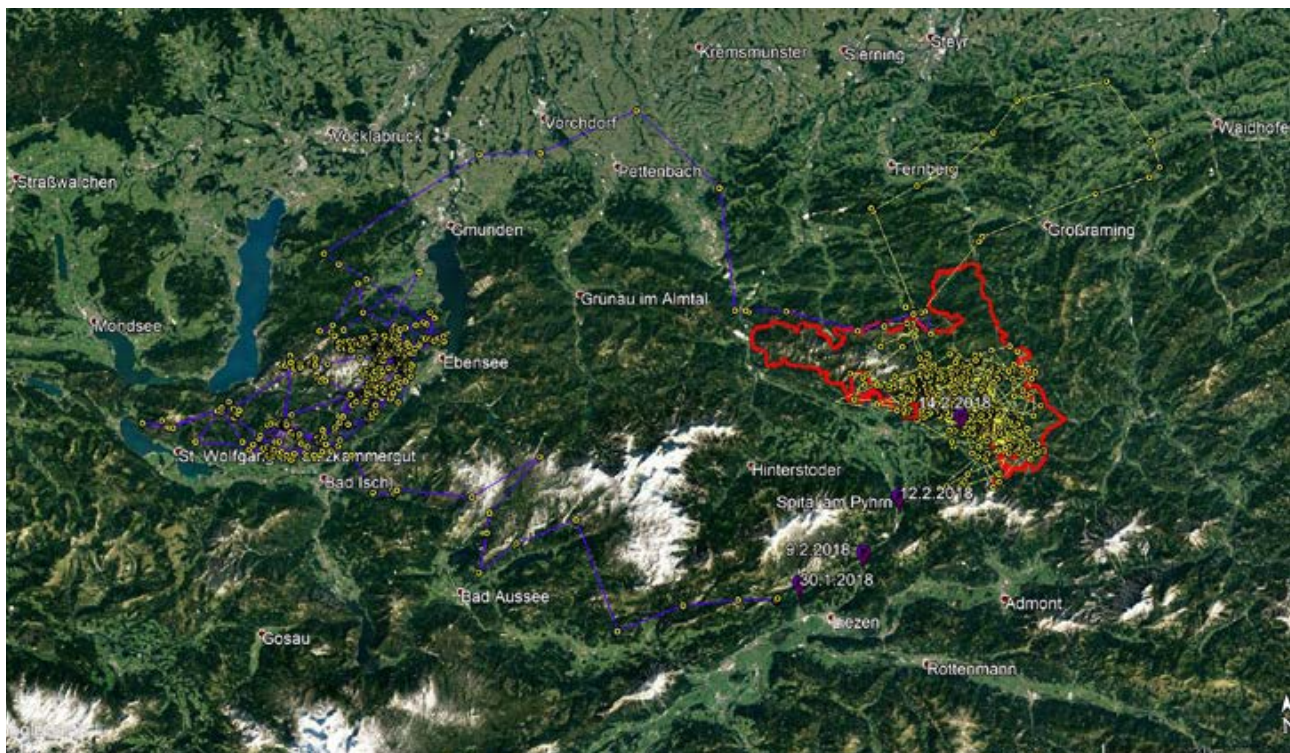 Steyr
Kremsmünster
Sierning
Vorchdorf
Waidhofe
Vöcklabruck
Pettenbach
Ternberg
Straßwalchen
Gmunden
Großraming
Grünau im Almtal
Mondsee
Ebensee
14.2.2018
St. Wolfgang
kammergut
Hinterstoder
Bad Ischl
12.2.2018
Spital am Pyhrn
9.2.2018
30.1.2018
Bad Aussee
Admont
Liezen
Gosau
Rottenmann
N